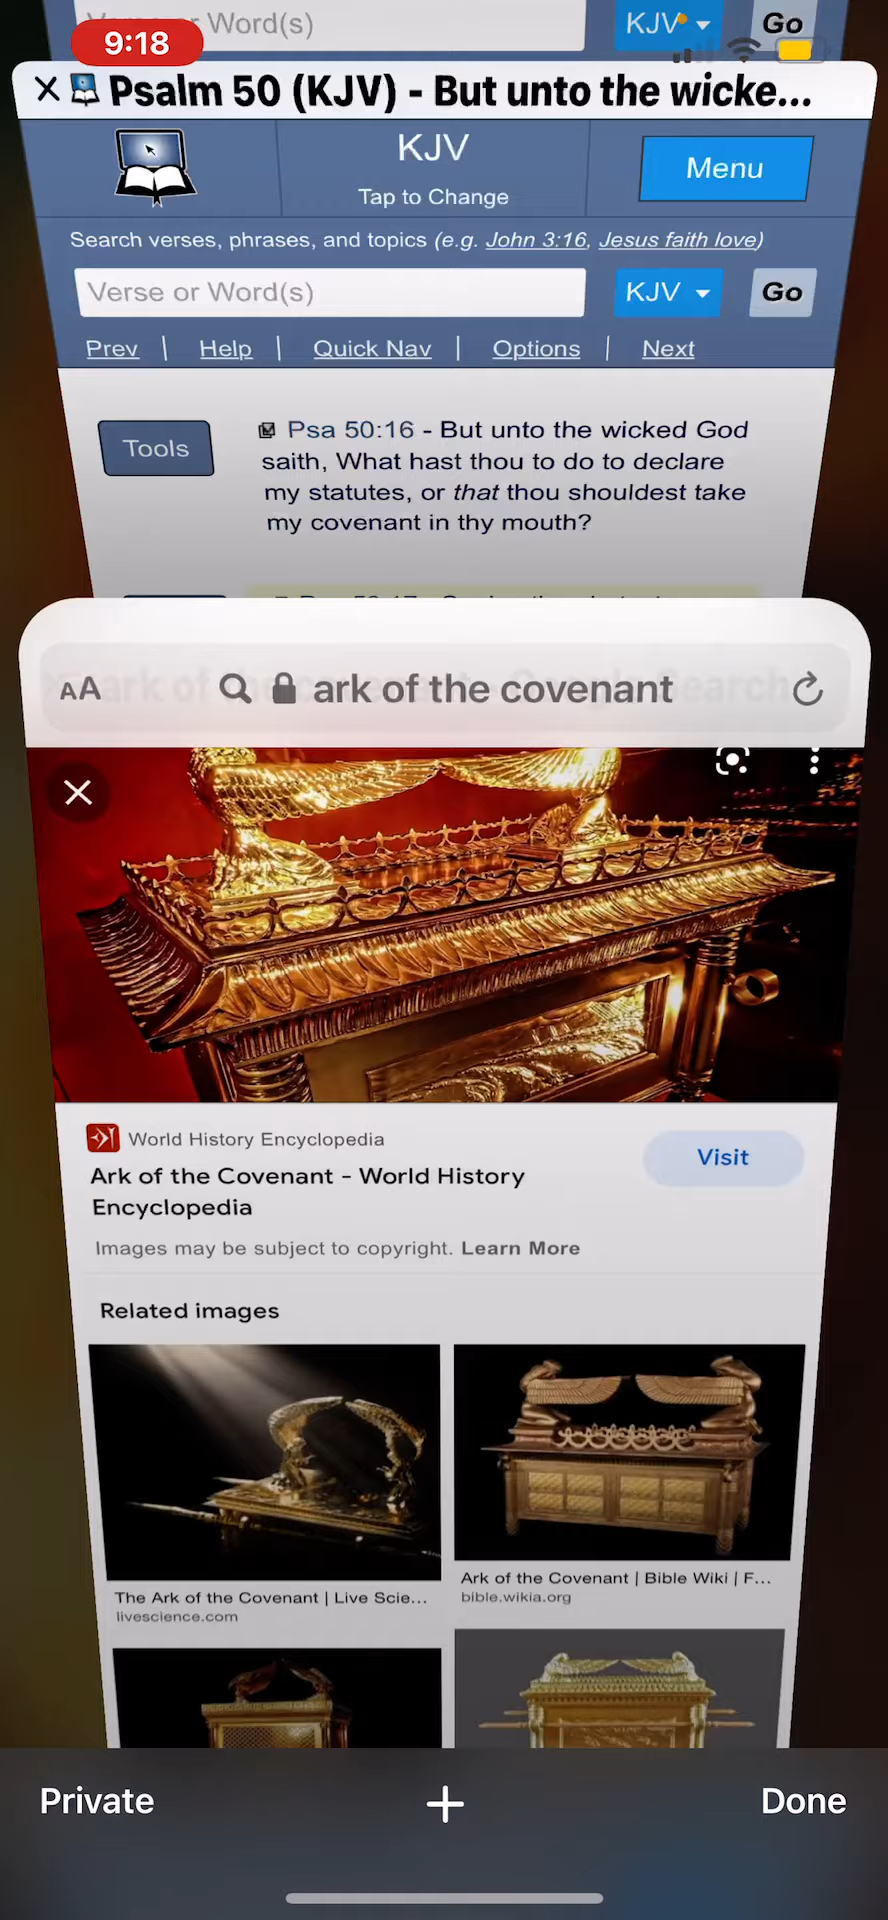 Word(s)
KJV
Go
9:18
Psalm 50 (KJV) - But unto the wicke...
KJV
Tap to Change
Menu
Search verses, phrases, and topics (e.g. John 3:16, Jesus faith love)
Verse or Word(s)
KJV
Go
Prev | Help | Quick Nav | Options | Next
Tools
Psa 50:16 - But unto the wicked God
saith, What hast thou to do to declare
my statutes, or that thou shouldest take
my covenant in thy mouth?
AA
ark of the covenant
World History Encyclopedia
Ark of the Covenant - World History
Encyclopedia
Visit
Images may be subject to copyright. Learn More
Related images
The Ark of the Covenant | Live Scie...
livescience.com
Ark of the Covenant | Bible Wiki | F...
bible.wikia.org
Private
Done